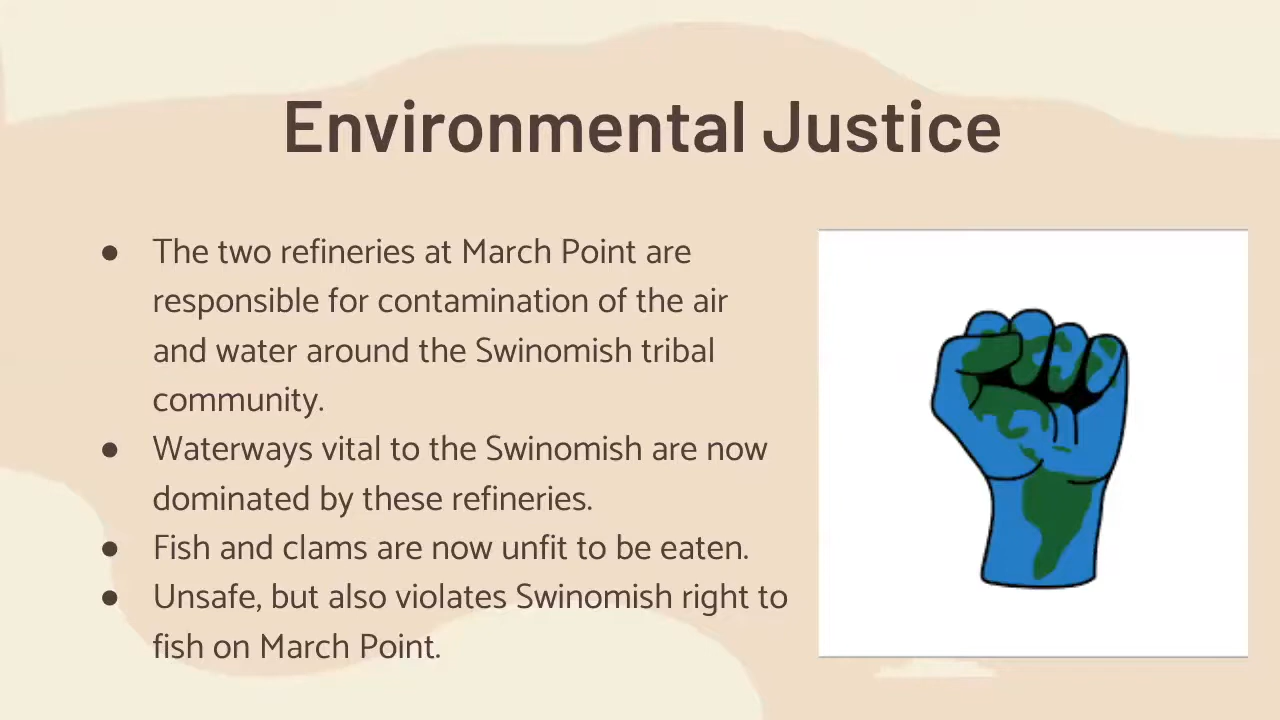 Environmental Justice
● The two refineries at March Point are
responsible for contamination of the air
and water around the Swinomish tribal
community.
● Waterways vital to the Swinomish are now
dominated by these refineries.
● Fish and clams are now unfit to be eaten.
● Unsafe, but also violates Swinomish right to
fish on March Point.